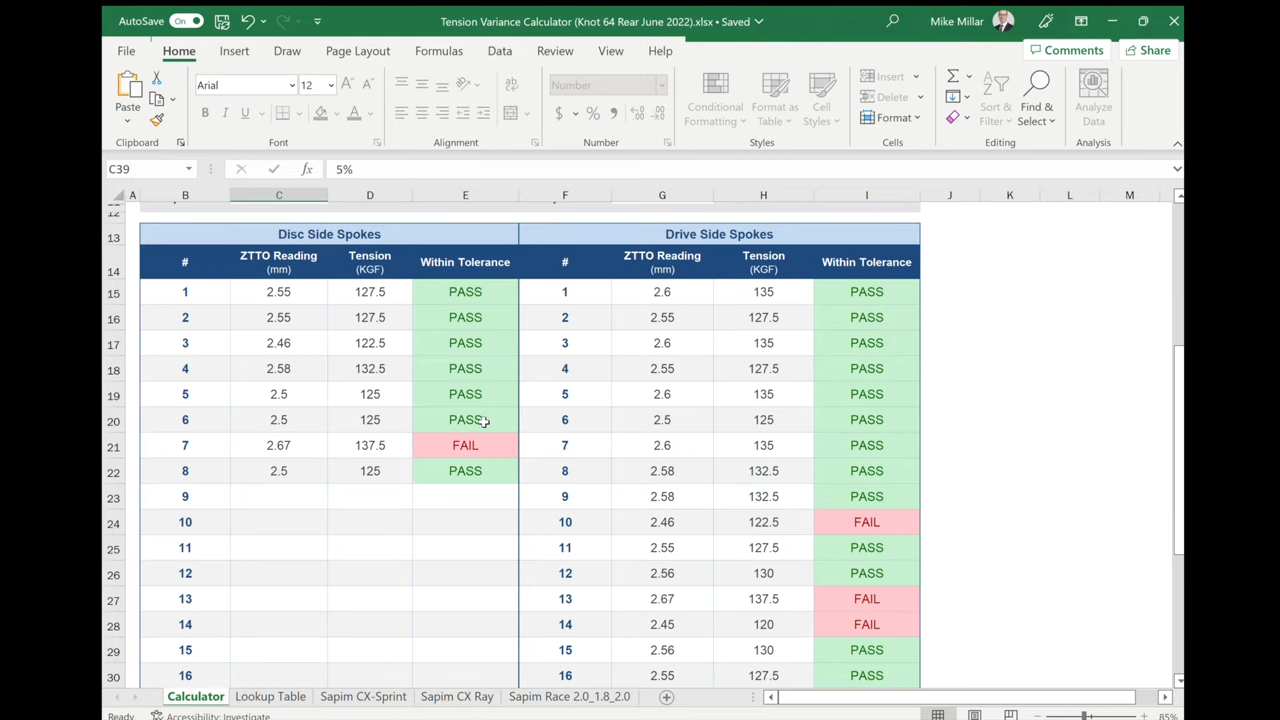 AutoSave On Tension Variance Calculator (Knot 64 Rear June 2022).xlsx • Saved Mike Millar
File Home Insert Draw Page Layout Formulas Data Review View Help Comments Share
Paste Arial 12 Number Conditional Formatting Format as Table Cell Styles Insert Delete Format Sort & Filter Find & Select Analyze Data
Clipboard Font Alignment Number Styles Cells Editing Analysis
C39 fx 5%
A B C D E F G H I J K L M
12
13 Disc Side Spokes Drive Side Spokes
14 # ZTTO Reading (mm) Tension (KGF) Within Tolerance # ZTTO Reading (mm) Tension (KGF) Within Tolerance
15 1 2.55 127.5 PASS 1 2.6 135 PASS
16 2 2.55 127.5 PASS 2 2.55 127.5 PASS
17 3 2.46 122.5 PASS 3 2.6 135 PASS
18 4 2.58 132.5 PASS 4 2.55 127.5 PASS
19 5 2.5 125 PASS 5 2.6 135 PASS
20 6 2.5 125 PASS 6 2.5 125 PASS
21 7 2.67 137.5 FAIL 7 2.6 135 PASS
22 8 2.5 125 PASS 8 2.58 132.5 PASS
23 9 9 2.58 132.5 PASS
24 10 10 2.46 122.5 FAIL
25 11 11 2.55 127.5 PASS
26 12 12 2.56 130 PASS
27 13 13 2.67 137.5 FAIL
28 14 14 2.45 120 FAIL
29 15 15 2.56 130 PASS
30 16 16 2.55 127.5 PASS
Calculator Lookup Table Sapim CX-Sprint Sapim CX Ray Sapim Race 2.0_1.8_2.0
Ready Accessibility: Investigate 85%